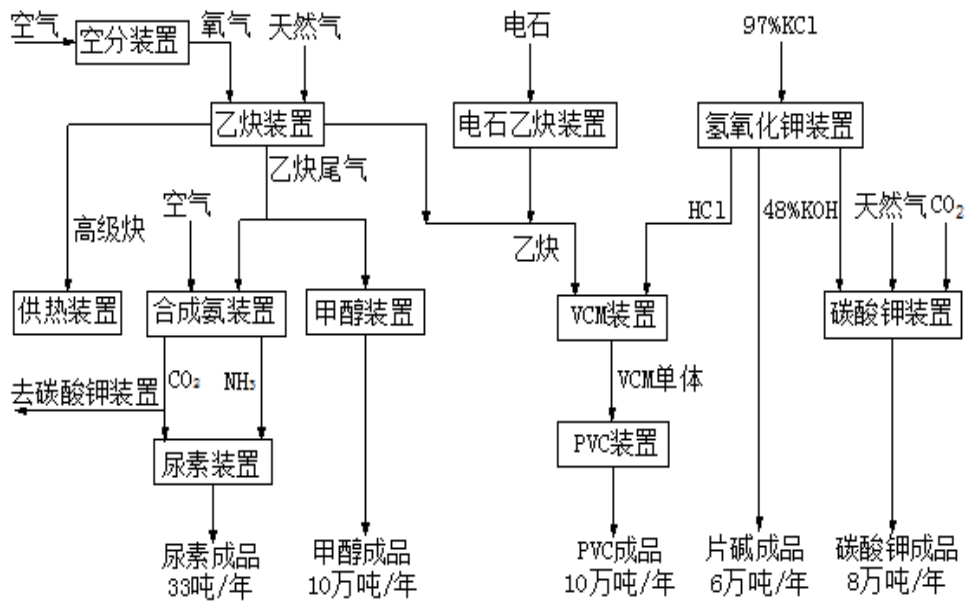 空气
空分装置
氧气
天然气
电石
97%KCl
乙炔装置
电石乙炔装置
氢氧化钾装置
乙炔尾气
空气
高级炔
乙炔
HCl
48%KOH
天然气
CO₂
供热装置
合成氨装置
甲醇装置
VCM装置
碳酸钾装置
去碳酸钾装置
CO₂
NH₃
VCM单体
尿素装置
PVC装置
尿素成品
33吨/年
甲醇成品
10万吨/年
PVC成品
10万吨/年
片碱成品
6万吨/年
碳酸钾成品
8万吨/年